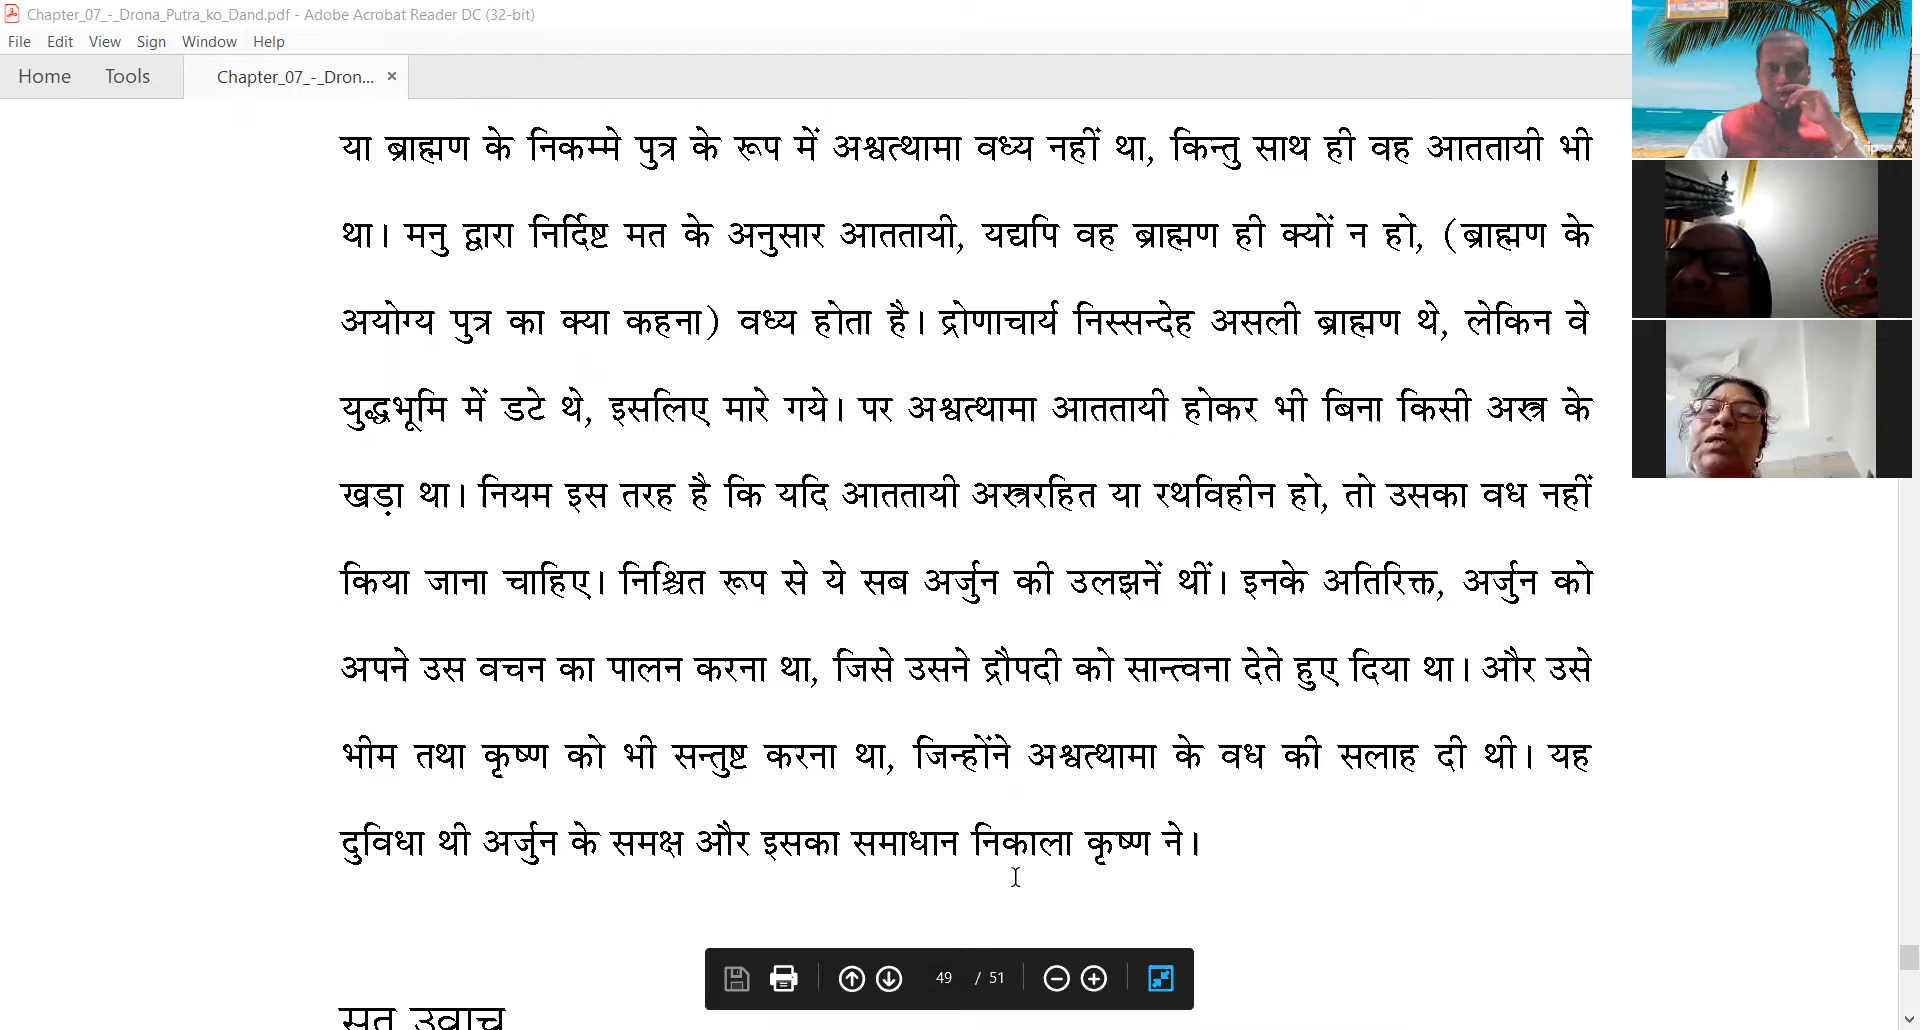 Chapter_07_-_Drona_Putra_ko_Dand.pdf - Adobe Acrobat Reader DC (32-bit)
File Edit View Sign Window Help
Home Tools Chapter_07_-_Dron... ×
या ब्राह्मण के निकम्मे पुत्र के रूप में अश्वत्थामा वध्य नहीं था, किन्तु साथ ही वह आततायी भी
था। मनु द्वारा निर्दिष्ट मत के अनुसार आततायी, यद्यपि वह ब्राह्मण ही क्यों न हो, (ब्राह्मण के
अयोग्य पुत्र का क्या कहना) वध्य होता है। द्रोणाचार्य निस्सन्देह असली ब्राह्मण थे, लेकिन वे
युद्धभूमि में डटे थे, इसलिए मारे गये। पर अश्वत्थामा आततायी होकर भी बिना किसी अस्त्र के
खड़ा था। नियम इस तरह है कि यदि आततायी अस्त्ररहित या रथविहीन हो, तो उसका वध नहीं
किया जाना चाहिए। निश्चित रूप से ये सब अर्जुन की उलझनें थीं। इनके अतिरिक्त, अर्जुन को
अपने उस वचन का पालन करना था, जिसे उसने द्रौपदी को सान्त्वना देते हुए दिया था। और उसे
भीम तथा कृष्ण को भी सन्तुष्ट करना था, जिन्होंने अश्वत्थामा के वध की सलाह दी थी। यह
दुविधा थी अर्जुन के समक्ष और इसका समाधान निकाला कृष्ण ने।
सूत उवाच
49 / 51